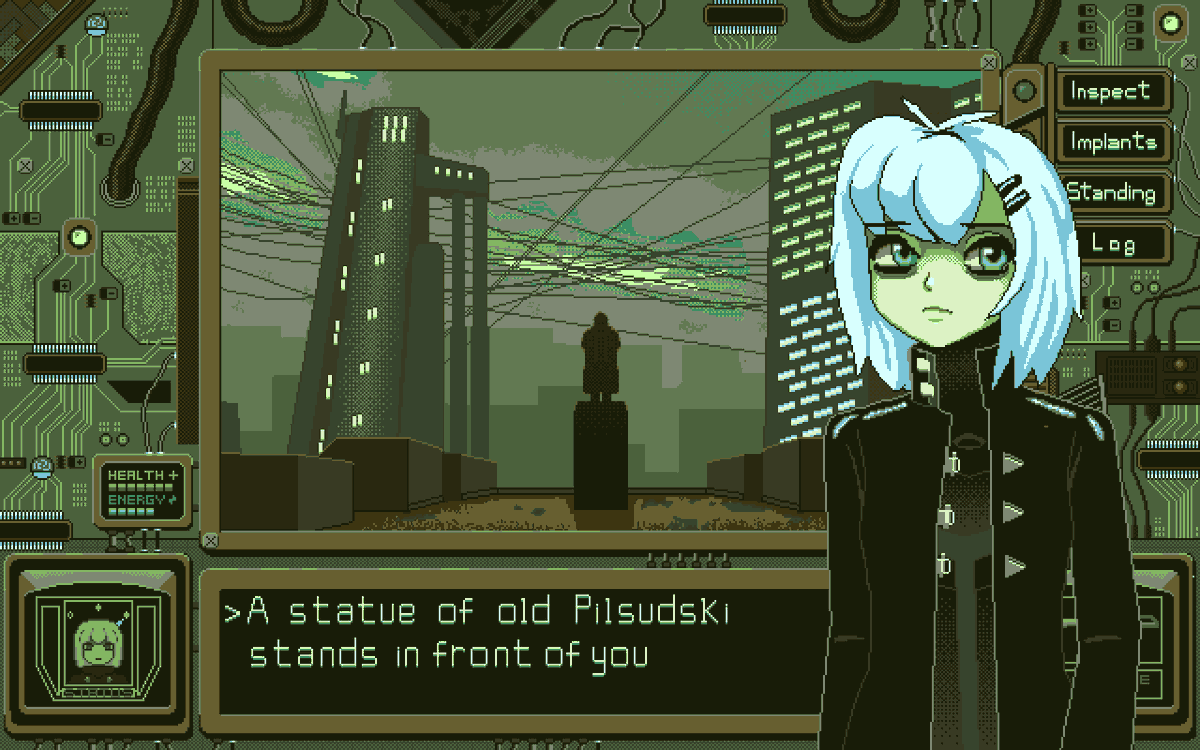 Inspect
Implants
Standing
Log
HEALTH +
ENERGY
>A statue of old Pilsudski
stands in front of you